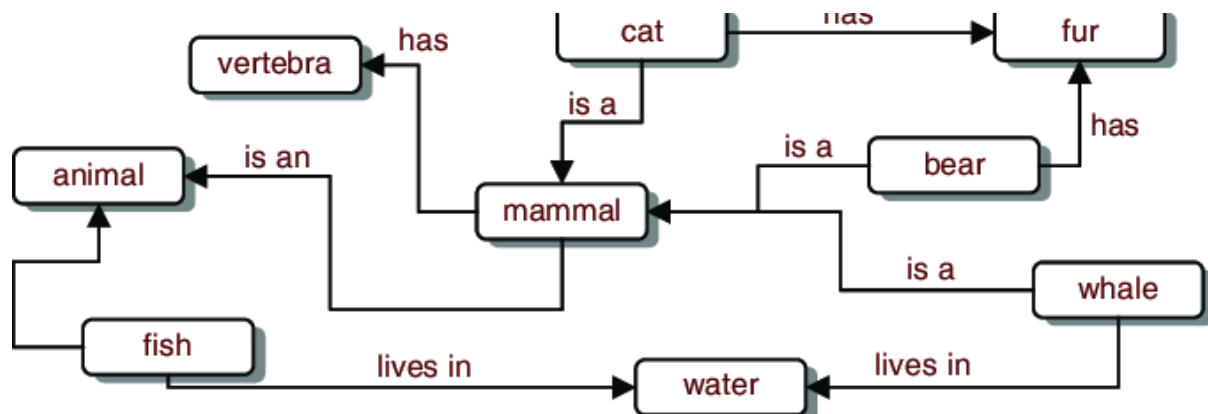 cat
has
fur
has
vertebra
is a
has
is an
is a
bear
animal
mammal
is a
whale
fish
lives in
water
lives in